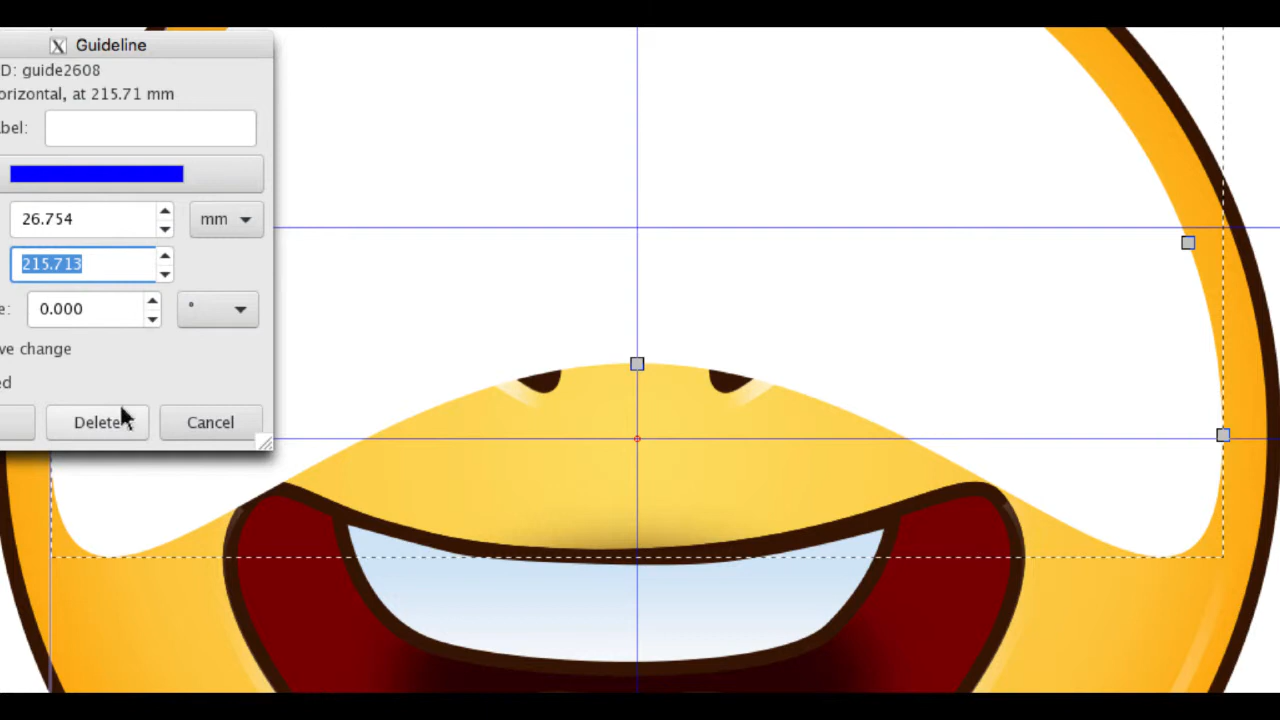 X Guideline
D: guide2608
orizontal, at 215.71 mm
abel:
26.754 mm
215.713
e: 0.000 °
ve change
ed
Delete Cancel